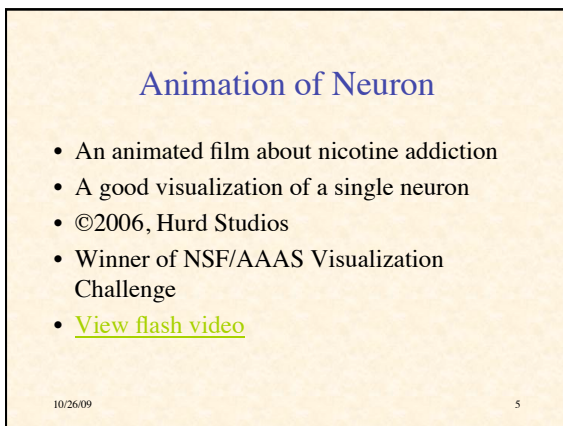 Animation of Neuron
• An animated film about nicotine addiction
• A good visualization of a single neuron
• ©2006, Hurd Studios
• Winner of NSF/AAAS Visualization
Challenge
• View flash video
10/26/09
5